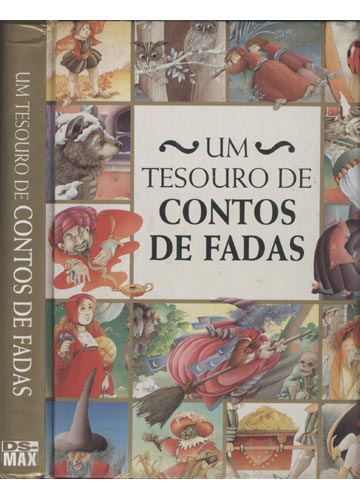 UM TESOURO DE CONTOS DE FADAS
DS-
MAX
UM
TESOURO DE
CONTOS
DE FADAS